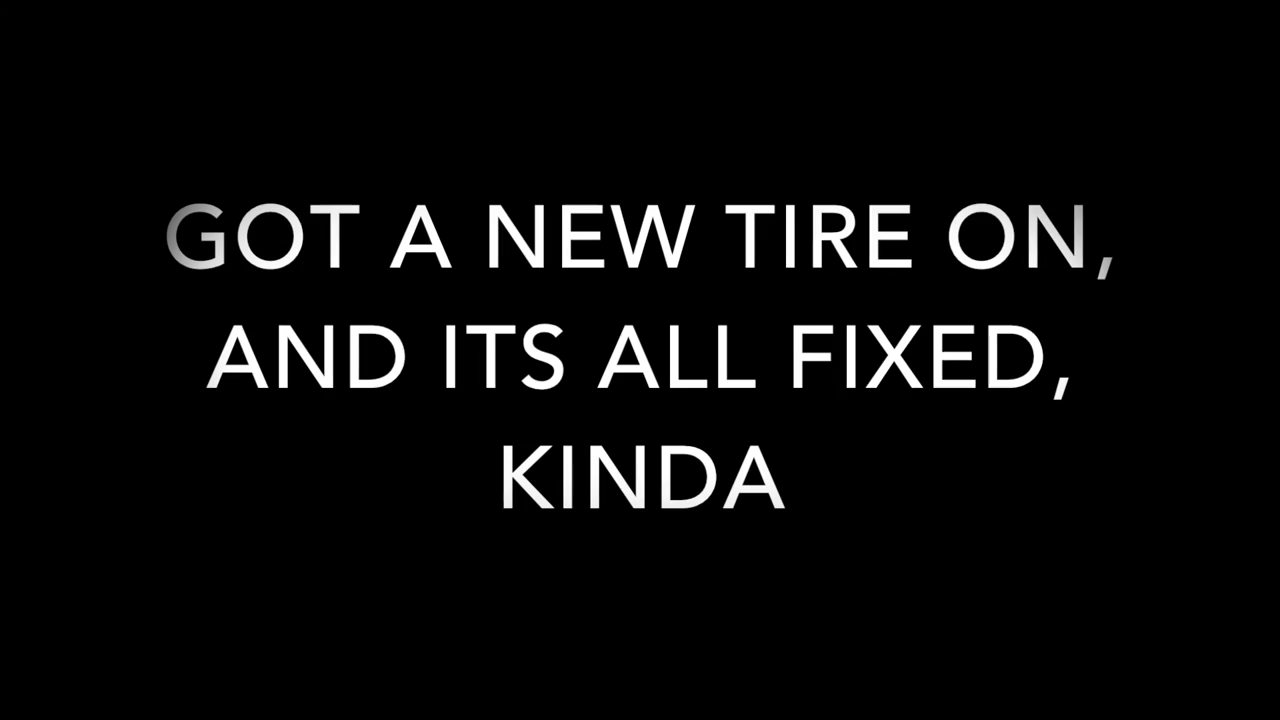 GOT A NEW TIRE ON,
AND ITS ALL FIXED,
KINDA